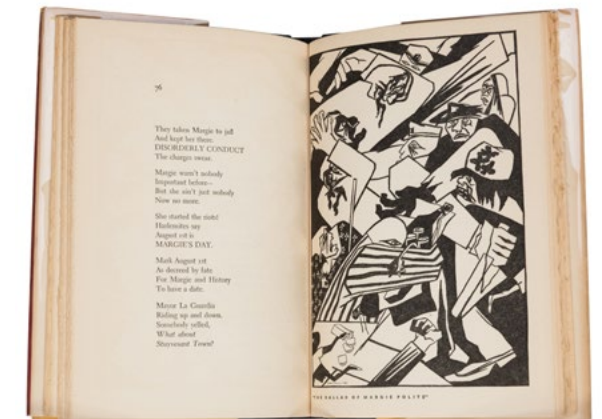 76
They taken Margie to jail
And kept her there.
DISORDERLY CONDUCT
The charges swear.
Margie warn't nobody
Important before—
But she ain't just nobody
Now no more.
She started the riots!
Harlemites say
August 1st is
MARGIE'S DAY.
Mark August 1st
As decreed by fate
For Margie and History
To have a date.
Mayor La Guardia
Riding up and down.
Somebody yelled,
What about
Stuyvesant Town?
THE BALLAD OF MARGIE POLITE